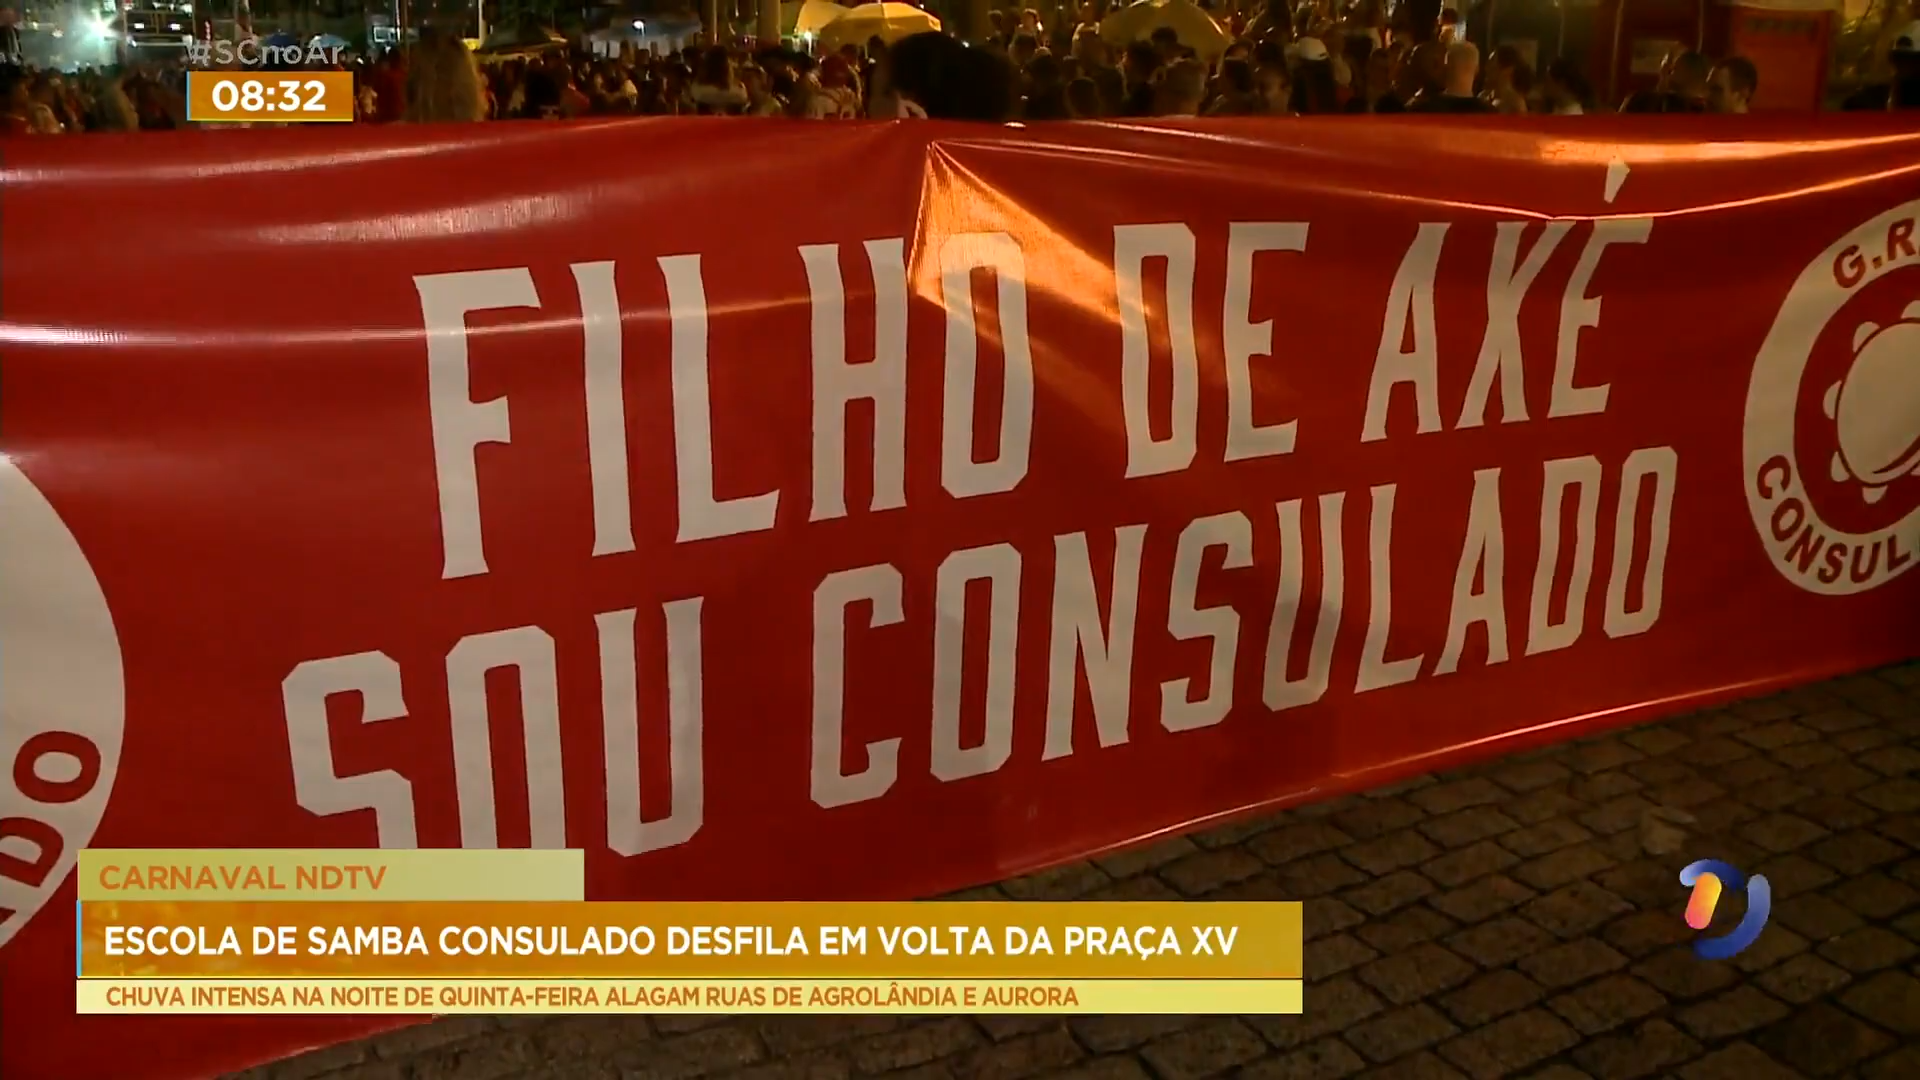 #SCnoAr
08:32
FILHO DE AXÉ
SOU CONSULADO
G.R.
CONSUL
ADO
CARNAVAL NDTV
ESCOLA DE SAMBA CONSULADO DESFILA EM VOLTA DA PRAÇA XV
CHUVA INTENSA NA NOITE DE QUINTA-FEIRA ALAGAM RUAS DE AGROLÂNDIA E AURORA